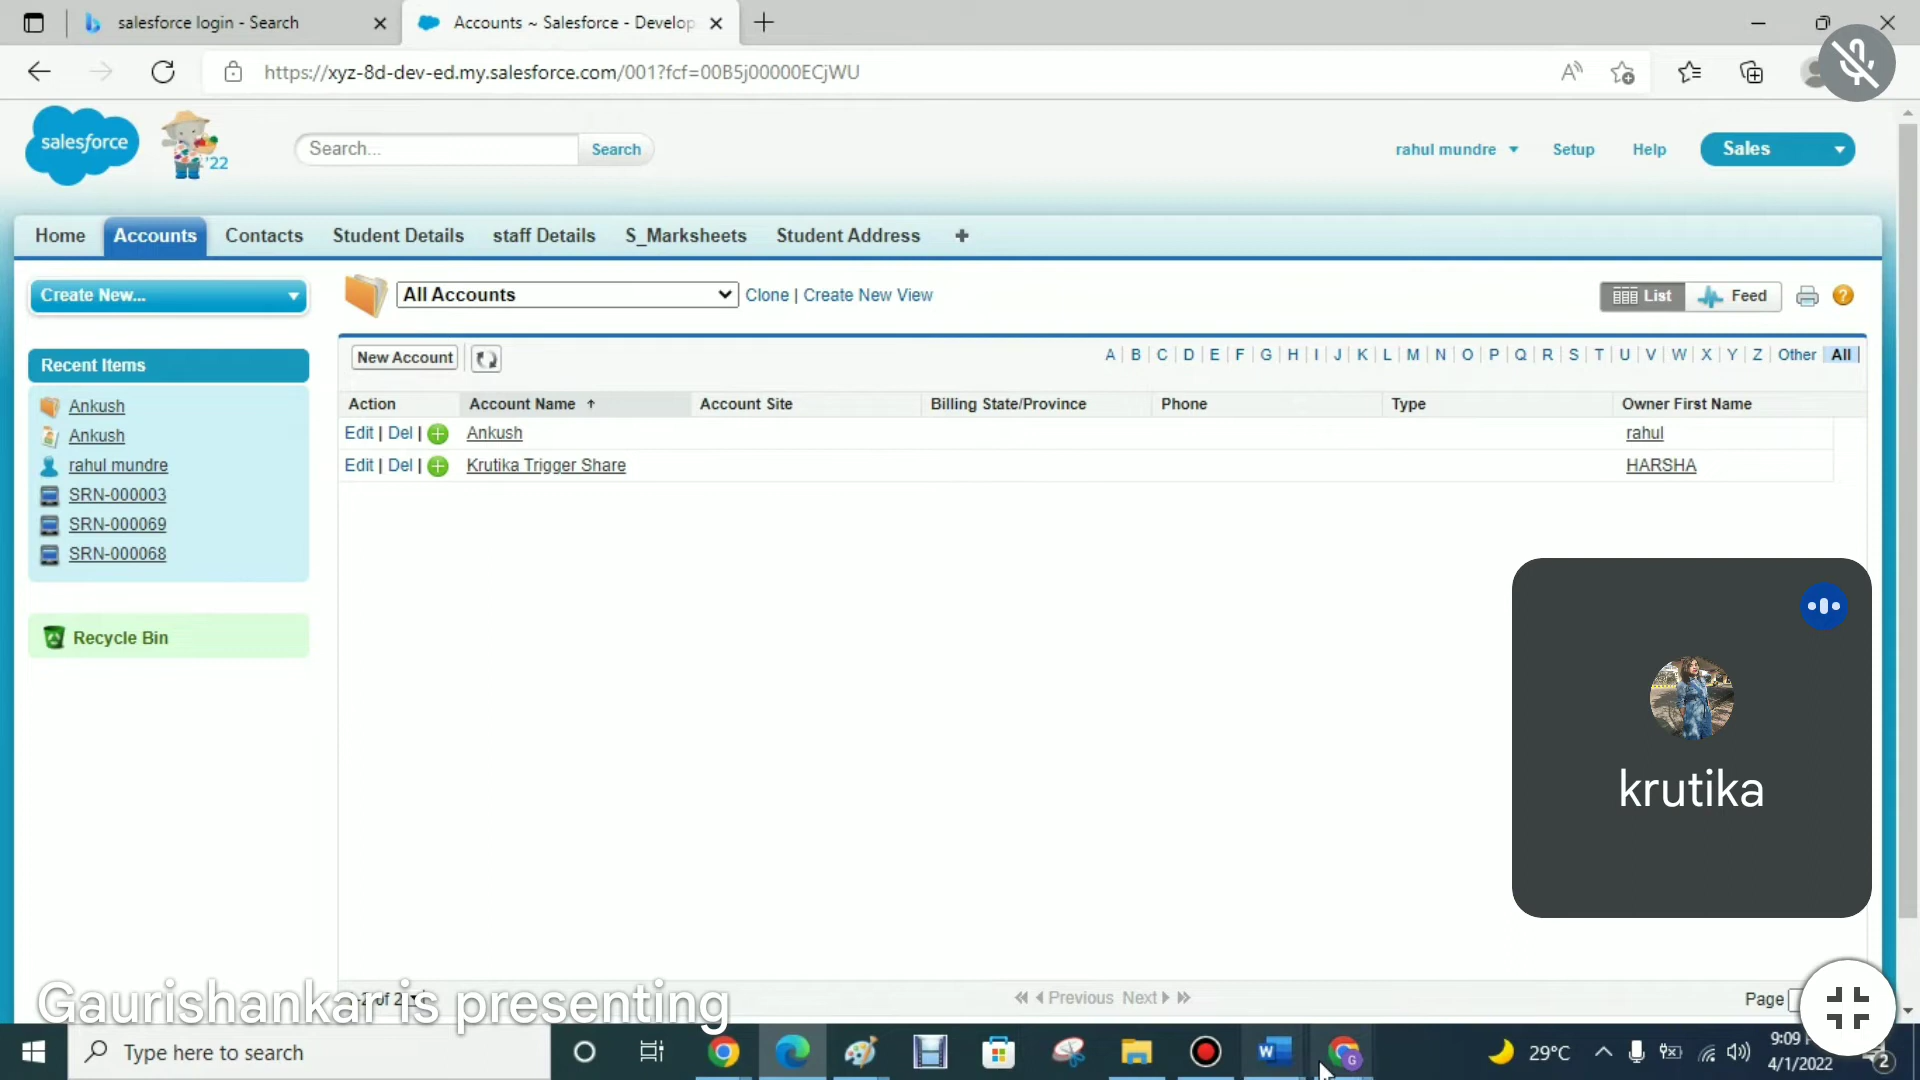 salesforce login - Search
Accounts ~ Salesforce - Develop
https://xyz-8d-dev-ed.my.salesforce.com/001?fcf=00B5j00000ECjWU
salesforce
'22
Search...
Search
rahul mundre
Setup
Help
Sales
Home
Accounts
Contacts
Student Details
staff Details
S_Marksheets
Student Address
+
Create New...
All Accounts
Clone | Create New View
List
Feed
Recent Items
Ankush
Ankush
rahul mundre
SRN-000003
SRN-000069
SRN-000068
Recycle Bin
New Account
A | B | C | D | E | F | G | H | I | J | K | L | M | N | O | P | Q | R | S | T | U | V | W | X | Y | Z | Other | All
Action
Account Name
Account Site
Billing State/Province
Phone
Type
Owner First Name
Edit | Del |
Ankush
rahul
Edit | Del |
Krutika Trigger Share
HARSHA
krutika
Gaurishankar is presenting
Previous
Next
Page
Type here to search
29°C
9:09
4/1/2022
2